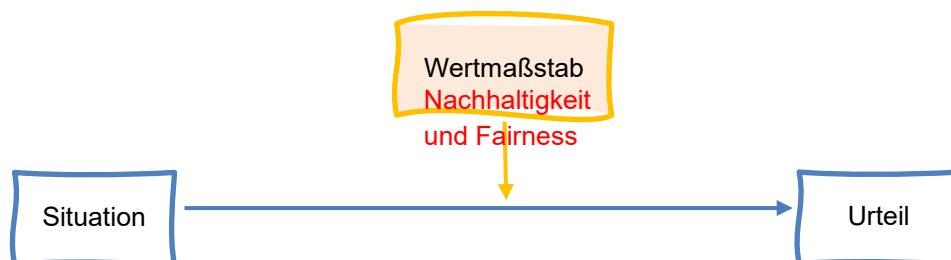 Wertmaßstab
Nachhaltigkeit
und Fairness
Situation
Urteil